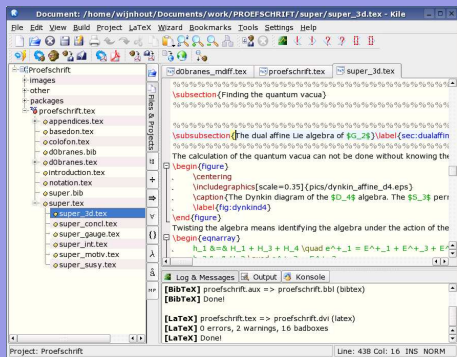 Document: /home/wijnhout/Documents/work/PROEFSCHRIFT/super/super_3d.tex - Kile
File Edit View Build Project LaTeX Wizard Bookmarks Tools Settings Help
Proefschrift
images
other
packages
proefschrift.tex
appendices.tex
basedon.tex
colofon.tex
d0branes.bib
d0branes.tex
introduction.tex
notation.tex
super.bib
super.tex
super_3d.tex
super_concl.tex
super_gauge.tex
super_int.tex
super_motiv.tex
super_susy.tex
Files & Projects
d0branes_mdff.tex proefschrift.tex super_3d.tex
\subsection{Finding the quantum vacua}
\subsubsection{The dual affine Lie algebra of $G_2$}\label{sec:dualaffin
The calculation of the quantum vacua can not be done without knowing the
\begin{figure}
\centering
\includegraphics[scale=0.35]{pics/dynkin_affine_d4.eps}
\caption{The Dynkin diagram of the $D_4$ algebra. The $S_3$ perr
\label{fig:dynkind4}
\end{figure}
Twisting the algebra means identifying the algebra under the action of the
\begin{eqnarray}
h_1 &=& H_1 + H_3 + H_4 \quad e^+_1 = E^+_1 + E^+_3 + E^
Log & Messages Output Konsole
[BibTeX] proefschrift.aux => proefschrift.bbl (bibtex)
[BibTeX] Done!
[LaTeX] proefschrift.tex => proefschrift.dvi (latex)
[LaTeX] 0 errors, 2 warnings, 16 badboxes
[LaTeX] Done!
Project: Proefschrift Line: 438 Col: 16 INS NORM